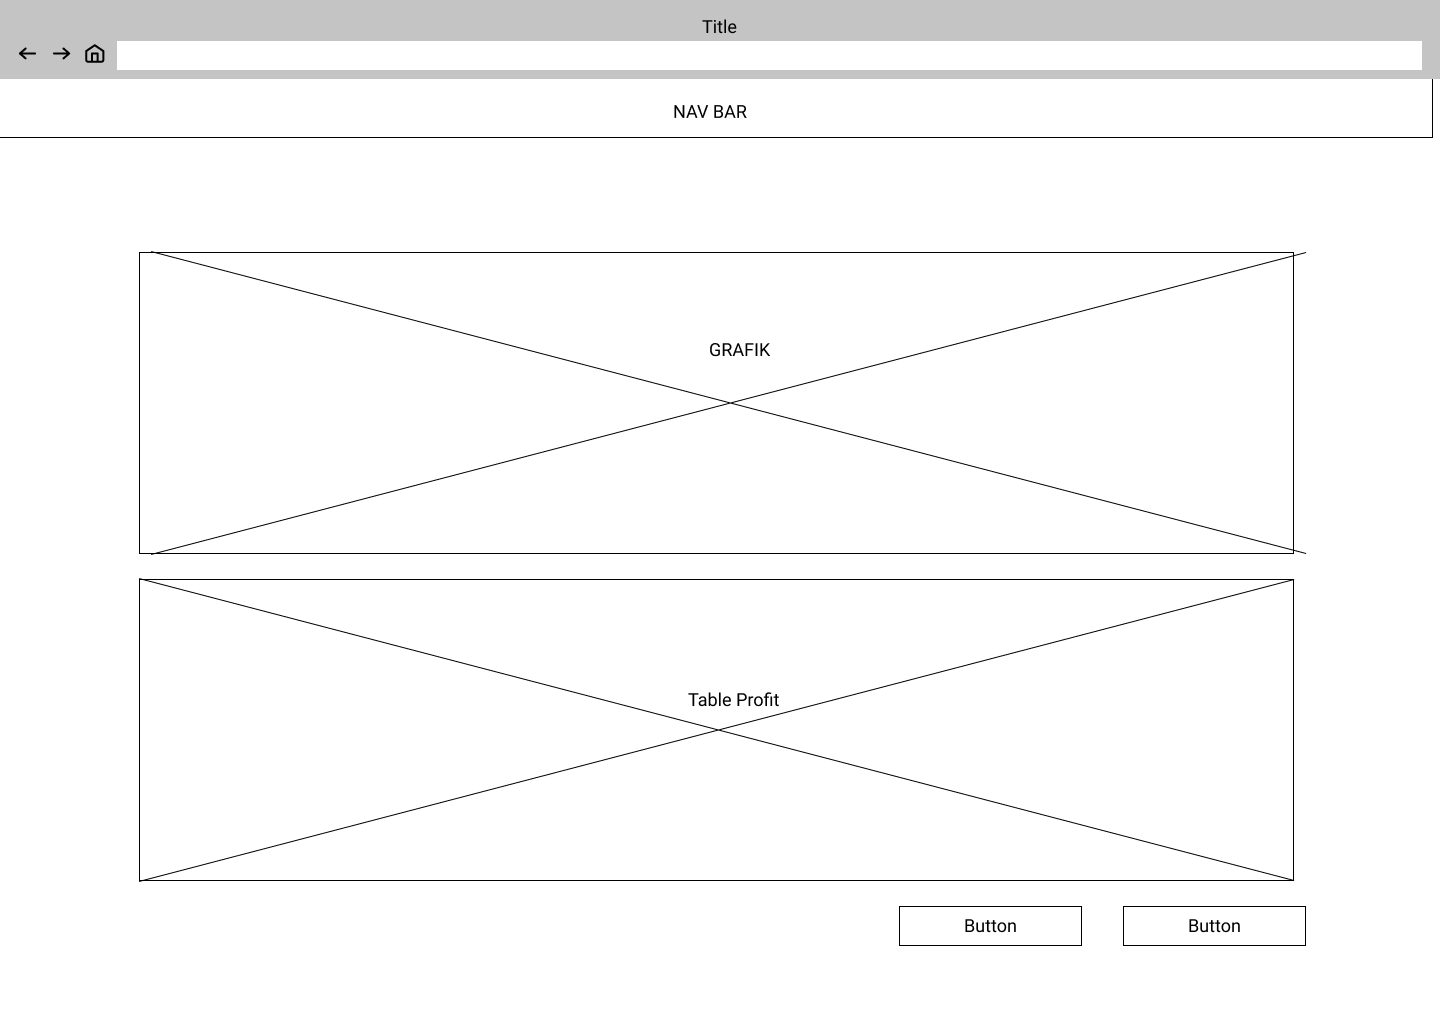 Title
NAV BAR
GRAFIK
Table Profit
Button
Button